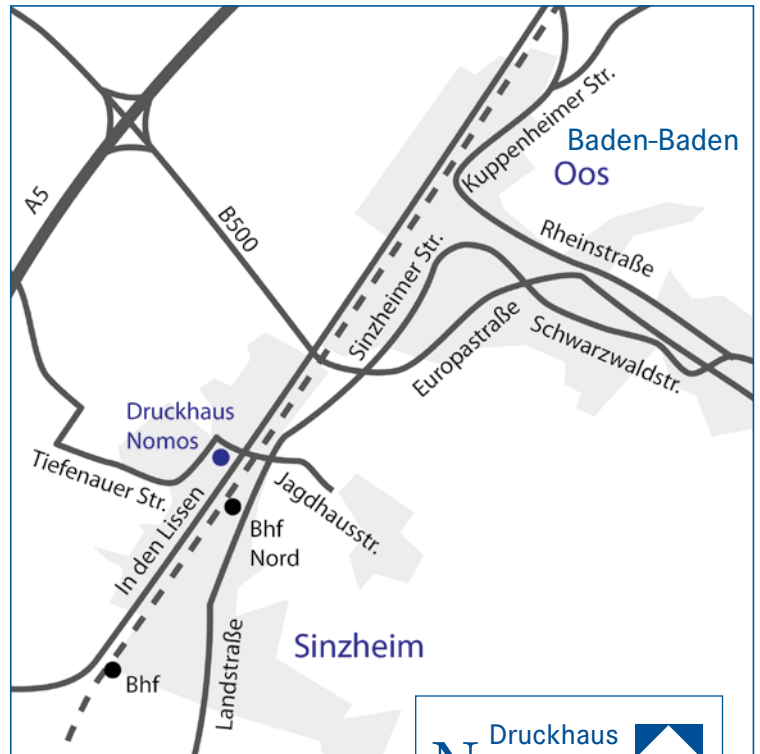 Kuppenheimer Str.
Baden-Baden
Oos
A5
B500
Rheinstraße
Sinzheimer Str.
Europastraße
Schwarzwaldstr.
Druckhaus
Nomos
Tiefenauer Str.
In den Lissen
Jagdhausstr.
Bhf
Nord
Sinzheim
Landstraße
Bhf
Druckhaus
N